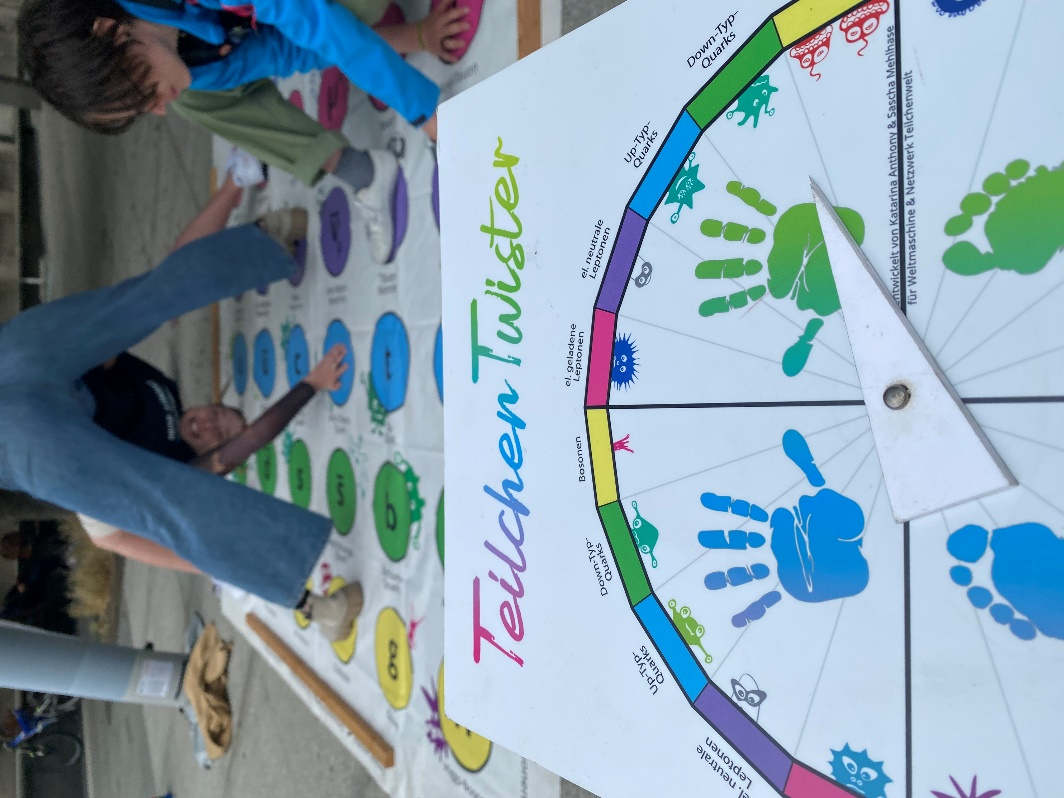 Teilchen Twister
el. neutrale
Leptonen
Up-Typ-
Quarks
Down-Typ-
Quarks
Bosonen
el. geladene
Leptonen
el. neutrale
Leptonen
Up-Typ-
Quarks
Down-Typ-
Quarks
entwickelt von Katarina Anthony & Sascha Mehlhase
für Weltmaschine & Netzwerk Teilchenwelt